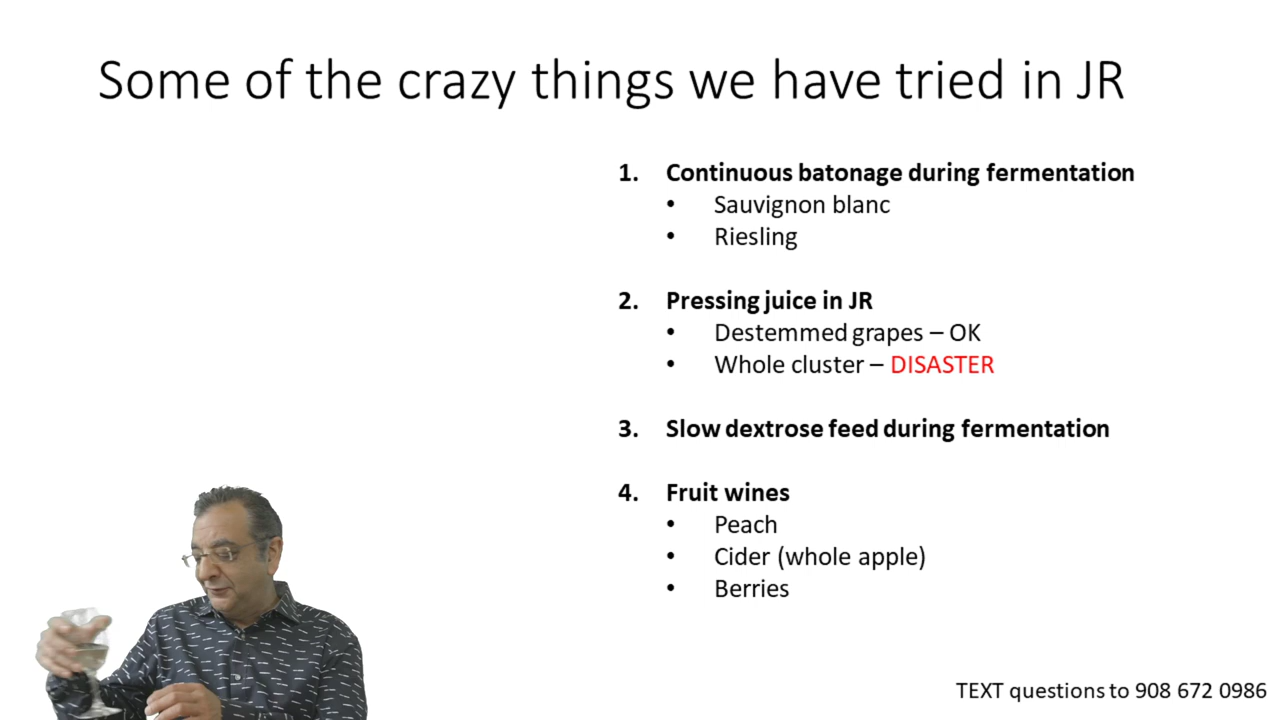 Some of the crazy things we have tried in JR
1. Continuous batonage during fermentation
• Sauvignon blanc
• Riesling
2. Pressing juice in JR
• Destemmed grapes – OK
• Whole cluster – DISASTER
3. Slow dextrose feed during fermentation
4. Fruit wines
• Peach
• Cider (whole apple)
• Berries
TEXT questions to 908 672 0986